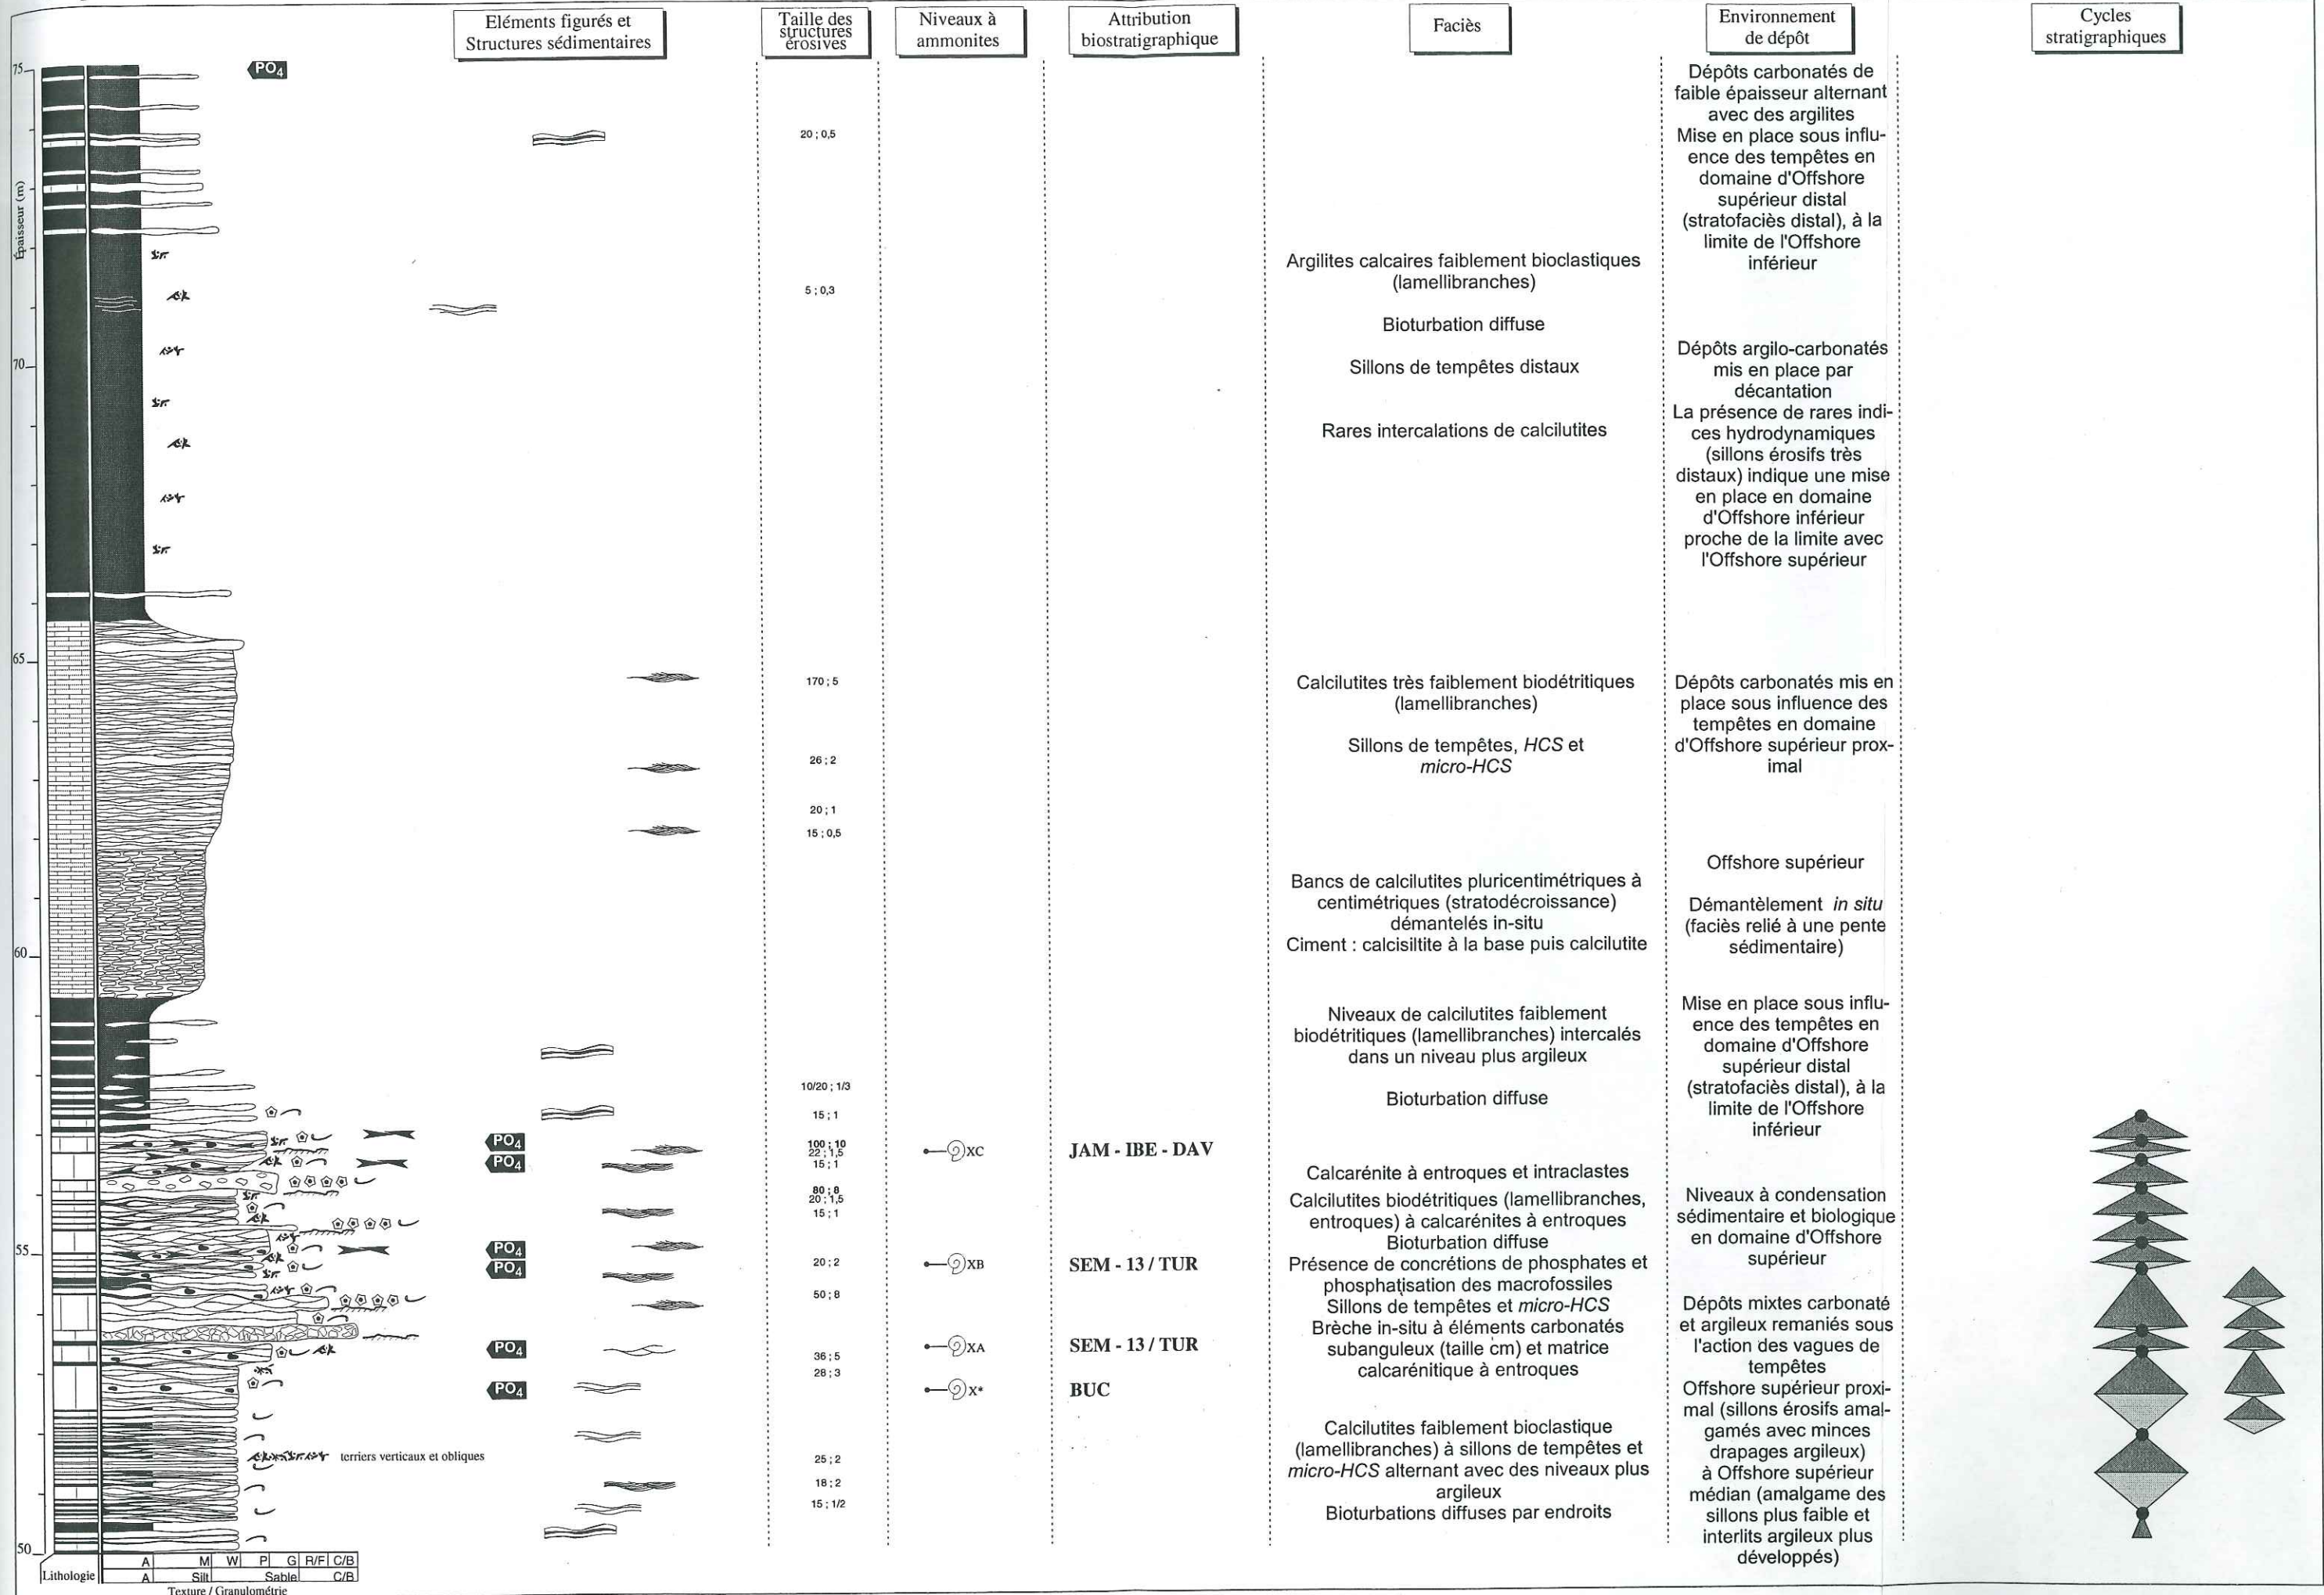 Eléments figurés et
Structures sédimentaires
Taille des
structures
érosives
Niveaux à
ammonites
Attribution
biostratigraphique
Faciès
Environnement
de dépôt
Cycles
stratigraphiques
75
70
65
60
55
50
Épaisseur (m)
PO4
terriers verticaux et obliques
PO4
PO4
PO4
PO4
PO4
PO4
20 ; 0,5
5 ; 0,3
170 ; 5
26 ; 2
20 ; 1
15 ; 0,5
10/20 ; 1/3
15 ; 1
100 ; 10
22 ; 1,5
15 ; 1
80 ; 8
20 ; 1,5
15 ; 1
20 ; 2
50 ; 8
36 ; 5
28 ; 3
25 ; 2
18 ; 2
15 ; 1/2
XC
XB
XA
X*
JAM - IBE - DAV
SEM - 13 / TUR
SEM - 13 / TUR
BUC
Argilites calcaires faiblement bioclastiques
(lamellibranches)
Bioturbation diffuse
Sillons de tempêtes distaux
Rares intercalations de calcilutites
Calcilutites très faiblement biodétritiques
(lamellibranches)
Sillons de tempêtes, HCS et
micro-HCS
Bancs de calcilutites pluricentimétriques à
centimétriques (stratodécroissance)
démantelés in-situ
Ciment : calcisiltite à la base puis calcilutite
Niveaux de calcilutites faiblement
biodétritiques (lamellibranches) intercalés
dans un niveau plus argileux
Bioturbation diffuse
Calcarénite à entroques et intraclastes
Calcilutites biodétritiques (lamellibranches,
entroques) à calcarénites à entroques
Bioturbation diffuse
Présence de concrétions de phosphates et
phosphatisation des macrofossiles
Sillons de tempêtes et micro-HCS
Brèche in-situ à éléments carbonatés
subanguleux (taille cm) et matrice
calcarénitique à entroques
Calcilutites faiblement bioclastique
(lamellibranches) à sillons de tempêtes et
micro-HCS alternant avec des niveaux plus
argileux
Bioturbations diffuses par endroits
Dépôts carbonatés de
faible épaisseur alternant
avec des argilites
Mise en place sous influ-
ence des tempêtes en
domaine d'Offshore
supérieur distal
(stratofaciès distal), à la
limite de l'Offshore
inférieur
Dépôts argilo-carbonatés
mis en place par
décantation
La présence de rares indi-
ces hydrodynamiques
(sillons érosifs très
distaux) indique une mise
en place en domaine
d'Offshore inférieur
proche de la limite avec
l'Offshore supérieur
Dépôts carbonatés mis en
place sous influence des
tempêtes en domaine
d'Offshore supérieur prox-
imal
Offshore supérieur
Démantèlement in situ
(faciès relié à une pente
sédimentaire)
Mise en place sous influ-
ence des tempêtes en
domaine d'Offshore
supérieur distal
(stratofaciès distal), à la
limite de l'Offshore
inférieur
Niveaux à condensation
sédimentaire et biologique
en domaine d'Offshore
supérieur
Dépôts mixtes carbonaté
et argileux remaniés sous
l'action des vagues de
tempêtes
Offshore supérieur proxi-
mal (sillons érosifs amal-
gamés avec minces
drapages argileux)
à Offshore supérieur
médian (amalgame des
sillons plus faible et
interlits argileux plus
développés)
Lithologie
A M W P G R/F C/B
A Silt Sable C/B
Texture / Granulométrie